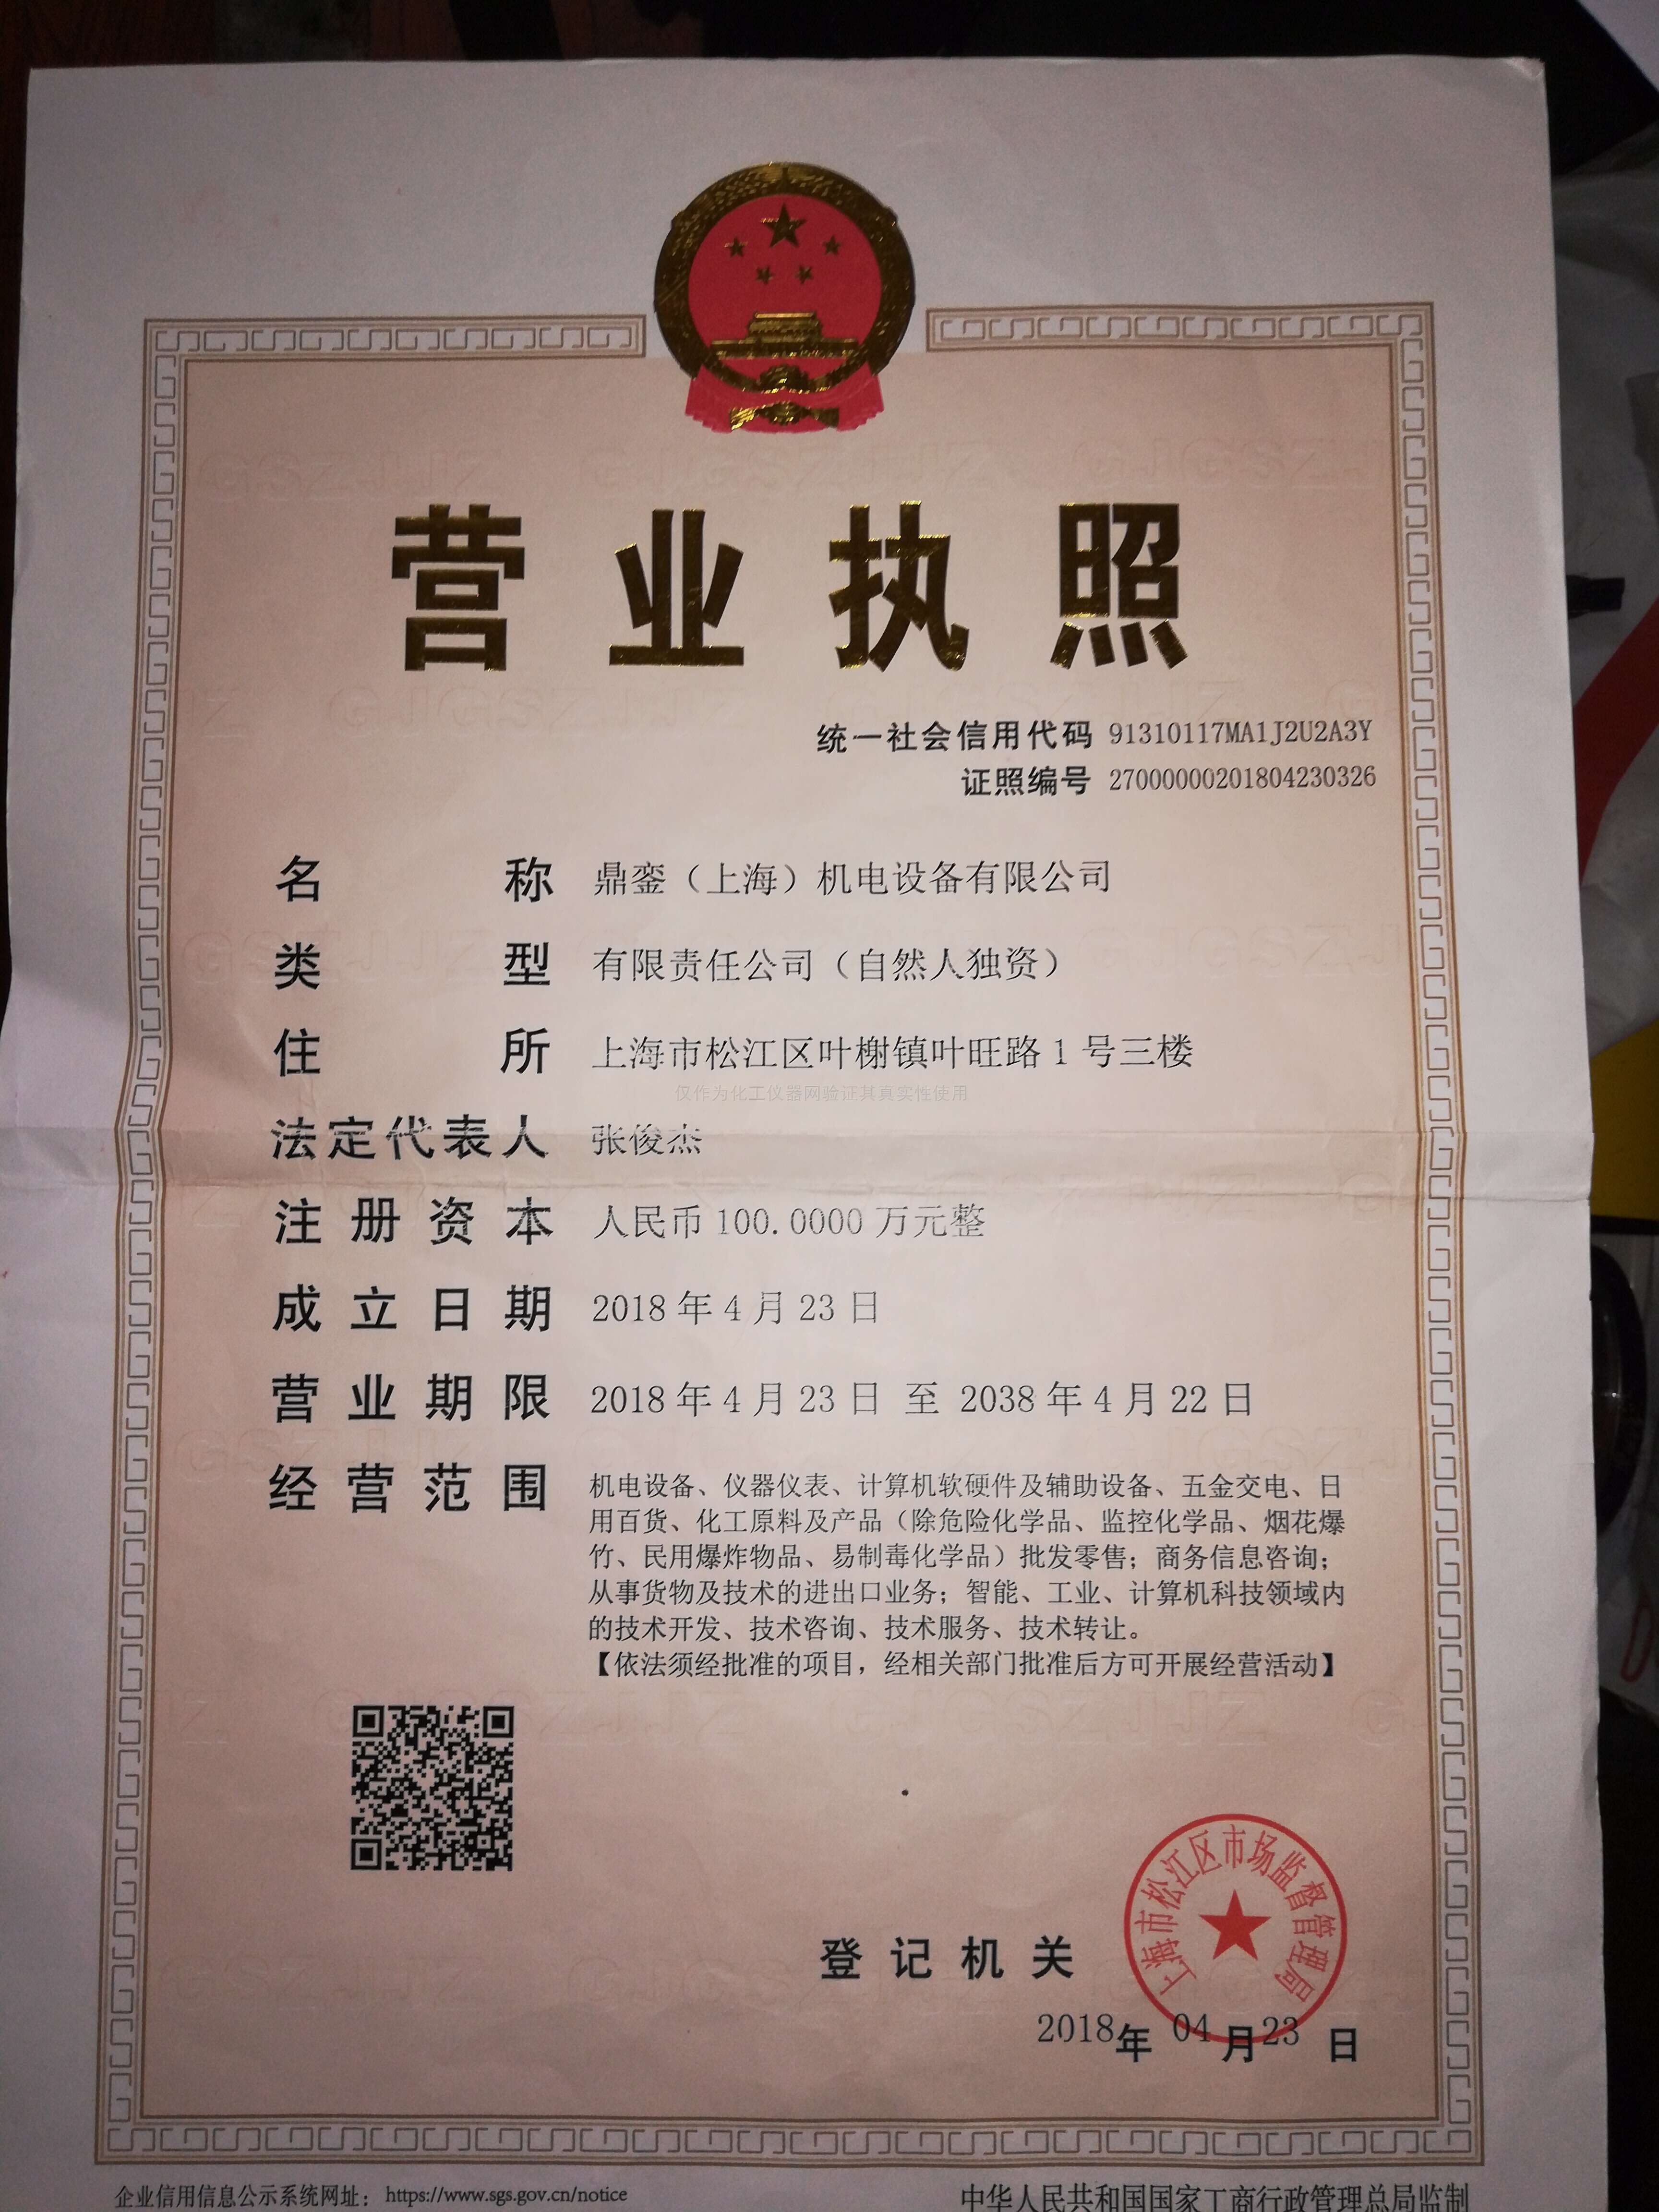 营业执照
统一社会信用代码 91310117MA1J2U2A3Y
证照编号 27000000201804230326
名称 鼎銮（上海）机电设备有限公司
类型 有限责任公司（自然人独资）
住所 上海市松江区叶榭镇叶旺路1号三楼
仅作为化工仪器网验证其真实性使用
法定代表人 张俊杰
注册资本 人民币100.0000万元整
成立日期 2018年4月23日
营业期限 2018年4月23日 至 2038年4月22日
经营范围 机电设备、仪器仪表、计算机软硬件及辅助设备、五金交电、日
用百货、化工原料及产品（除危险化学品、监控化学品、烟花爆
竹、民用爆炸物品、易制毒化学品）批发零售；商务信息咨询；
从事货物及技术的进出口业务；智能、工业、计算机科技领域内
的技术开发、技术咨询、技术服务、技术转让。
【依法须经批准的项目，经相关部门批准后方可开展经营活动】
上海市松江区市场监督管理局
登记机关
2018年04月23日
企业信用信息公示系统网址： https://www.sgs.gov.cn/notice
中华人民共和国国家工商行政管理总局监制